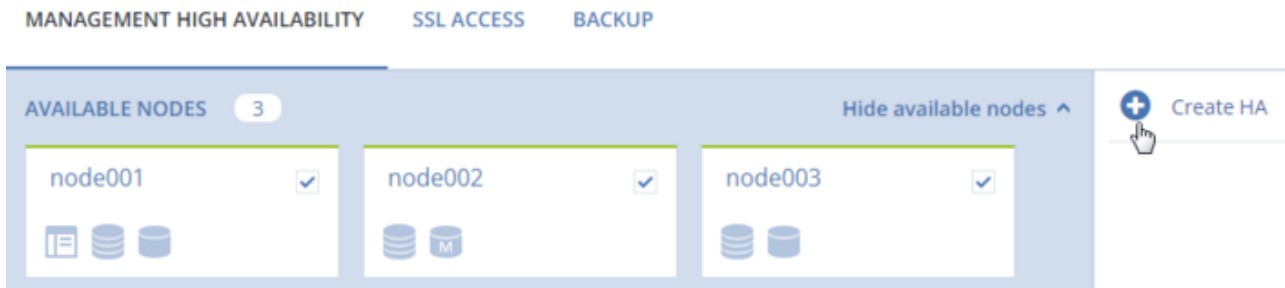 MANAGEMENT HIGH AVAILABILITY SSL ACCESS BACKUP
AVAILABLE NODES 3 Hide available nodes Create HA
node001 node002 node003
M